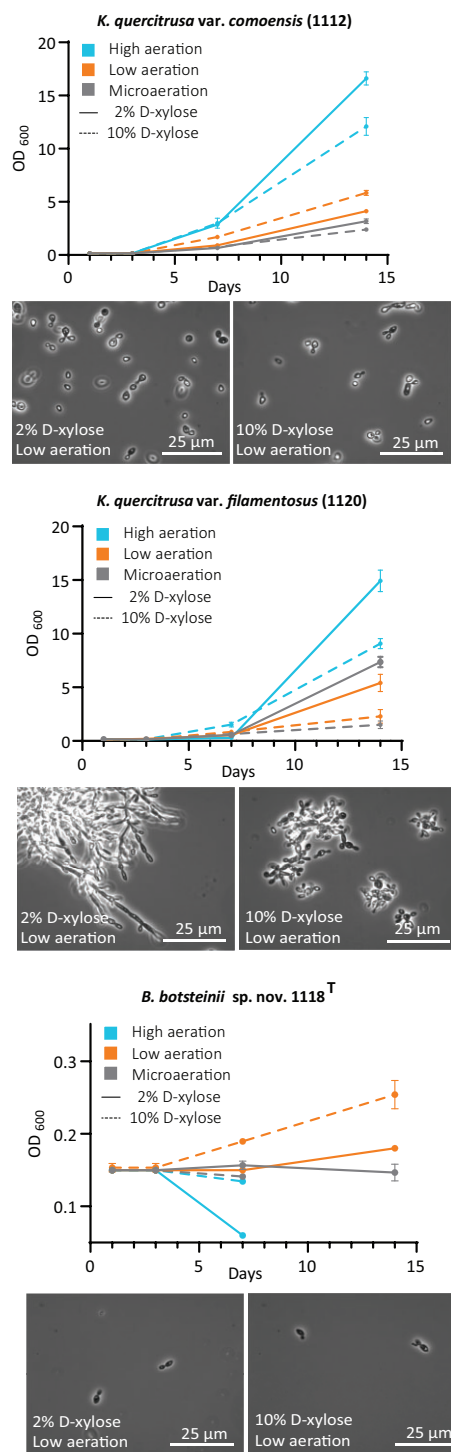 K. quercitrusa var. comoensis (1112)
High aeration
Low aeration
Microaeration
2% D-xylose
10% D-xylose
OD 600
20
15
10
5
0
0 5 10 15
Days
2% D-xylose
Low aeration
25 μm
10% D-xylose
Low aeration
25 μm
K. quercitrusa var. filamentosus (1120)
High aeration
Low aeration
Microaeration
2% D-xylose
10% D-xylose
OD 600
20
15
10
5
0
0 5 10 15
Days
2% D-xylose
Low aeration
25 μm
10% D-xylose
Low aeration
25 μm
B. botsteinii sp. nov. 1118 T
High aeration
Low aeration
Microaeration
2% D-xylose
10% D-xylose
OD 600
0.3
0.2
0.1
0 5 10 15
Days
2% D-xylose
Low aeration
25 μm
10% D-xylose
Low aeration
25 μm